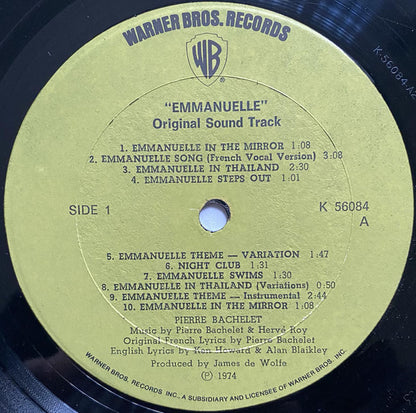 WARNER BROS. RECORDS
WB
K-56084-A2
"EMMANUELLE"
Original Sound Track
1. EMMANUELLE IN THE MIRROR 1:08
2. EMMANUELLE SONG (French Vocal Version) 3:08
3. EMMANUELLE IN THAILAND 2:30
4. EMMANUELLE STEPS OUT 1:01
SIDE 1
K 56084
A
5. EMMANUELLE THEME — VARIATION 1:47
6. NIGHT CLUB 1:31
7. EMMANUELLE SWIMS 1:30
8. EMMANUELLE IN THAILAND (Variations) 0:50
9. EMMANUELLE THEME — Instrumental 2:44
10. EMMANUELLE IN THE MIRROR 1:08
PIERRE BACHELET
Music by Pierre Bachelet & Hervé Roy
Original French Lyrics by Pierre Bachelet
English Lyrics by Ken Howard & Alan Blaikley
Produced by James de Wolfe
Ⓟ 1974
WARNER BROS. RECORDS INC., A SUBSIDIARY AND LICENSEE OF WARNER BROS. INC.